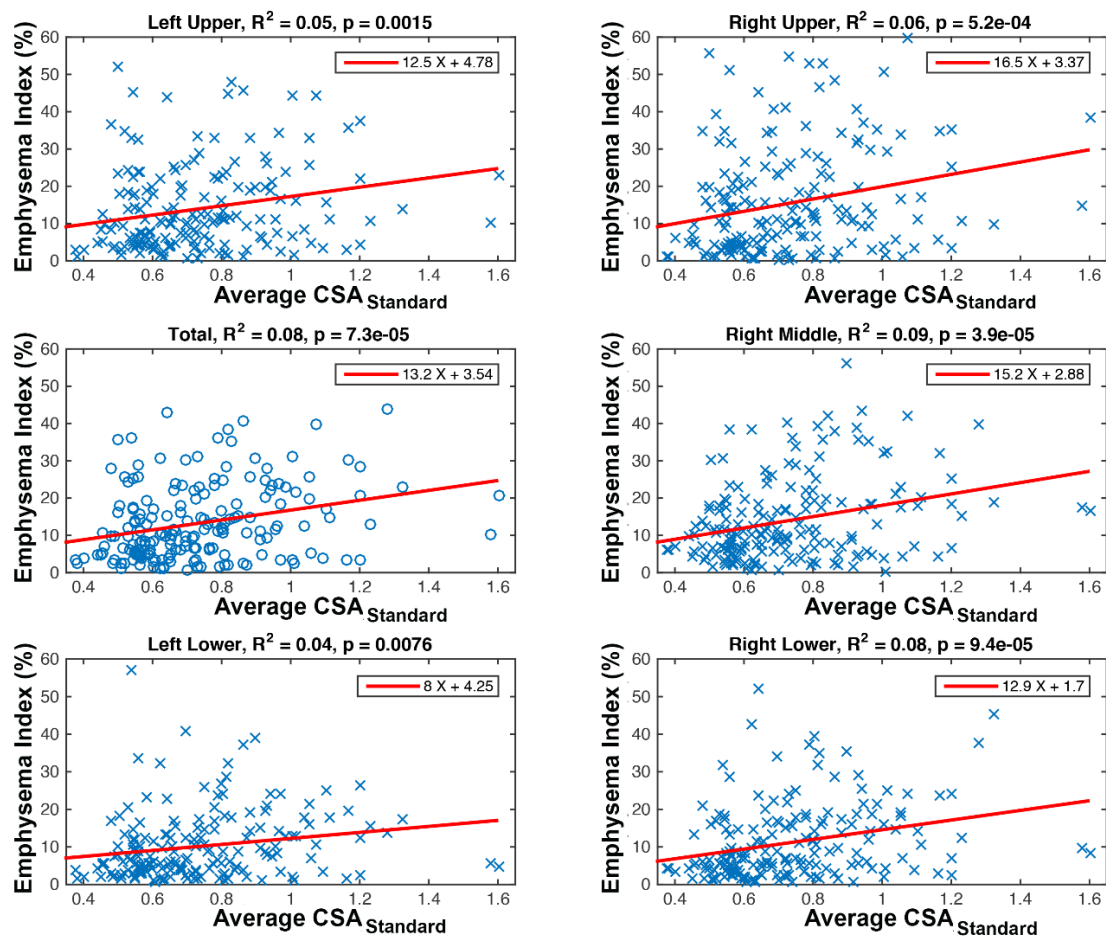 Left Upper, R² = 0.05, p = 0.0015
Emphysema Index (%)
60
50
40
30
20
10
0
12.5 X + 4.78
0.4 0.6 0.8 1 1.2 1.4 1.6
Average CSA Standard
Right Upper, R² = 0.06, p = 5.2e-04
Emphysema Index (%)
60
50
40
30
20
10
0
16.5 X + 3.37
0.4 0.6 0.8 1 1.2 1.4 1.6
Average CSA Standard
Total, R² = 0.08, p = 7.3e-05
Emphysema Index (%)
60
50
40
30
20
10
0
13.2 X + 3.54
0.4 0.6 0.8 1 1.2 1.4 1.6
Average CSA Standard
Right Middle, R² = 0.09, p = 3.9e-05
Emphysema Index (%)
60
50
40
30
20
10
0
15.2 X + 2.88
0.4 0.6 0.8 1 1.2 1.4 1.6
Average CSA Standard
Left Lower, R² = 0.04, p = 0.0076
Emphysema Index (%)
60
50
40
30
20
10
0
8 X + 4.25
0.4 0.6 0.8 1 1.2 1.4 1.6
Average CSA Standard
Right Lower, R² = 0.08, p = 9.4e-05
Emphysema Index (%)
60
50
40
30
20
10
0
12.9 X + 1.7
0.4 0.6 0.8 1 1.2 1.4 1.6
Average CSA Standard